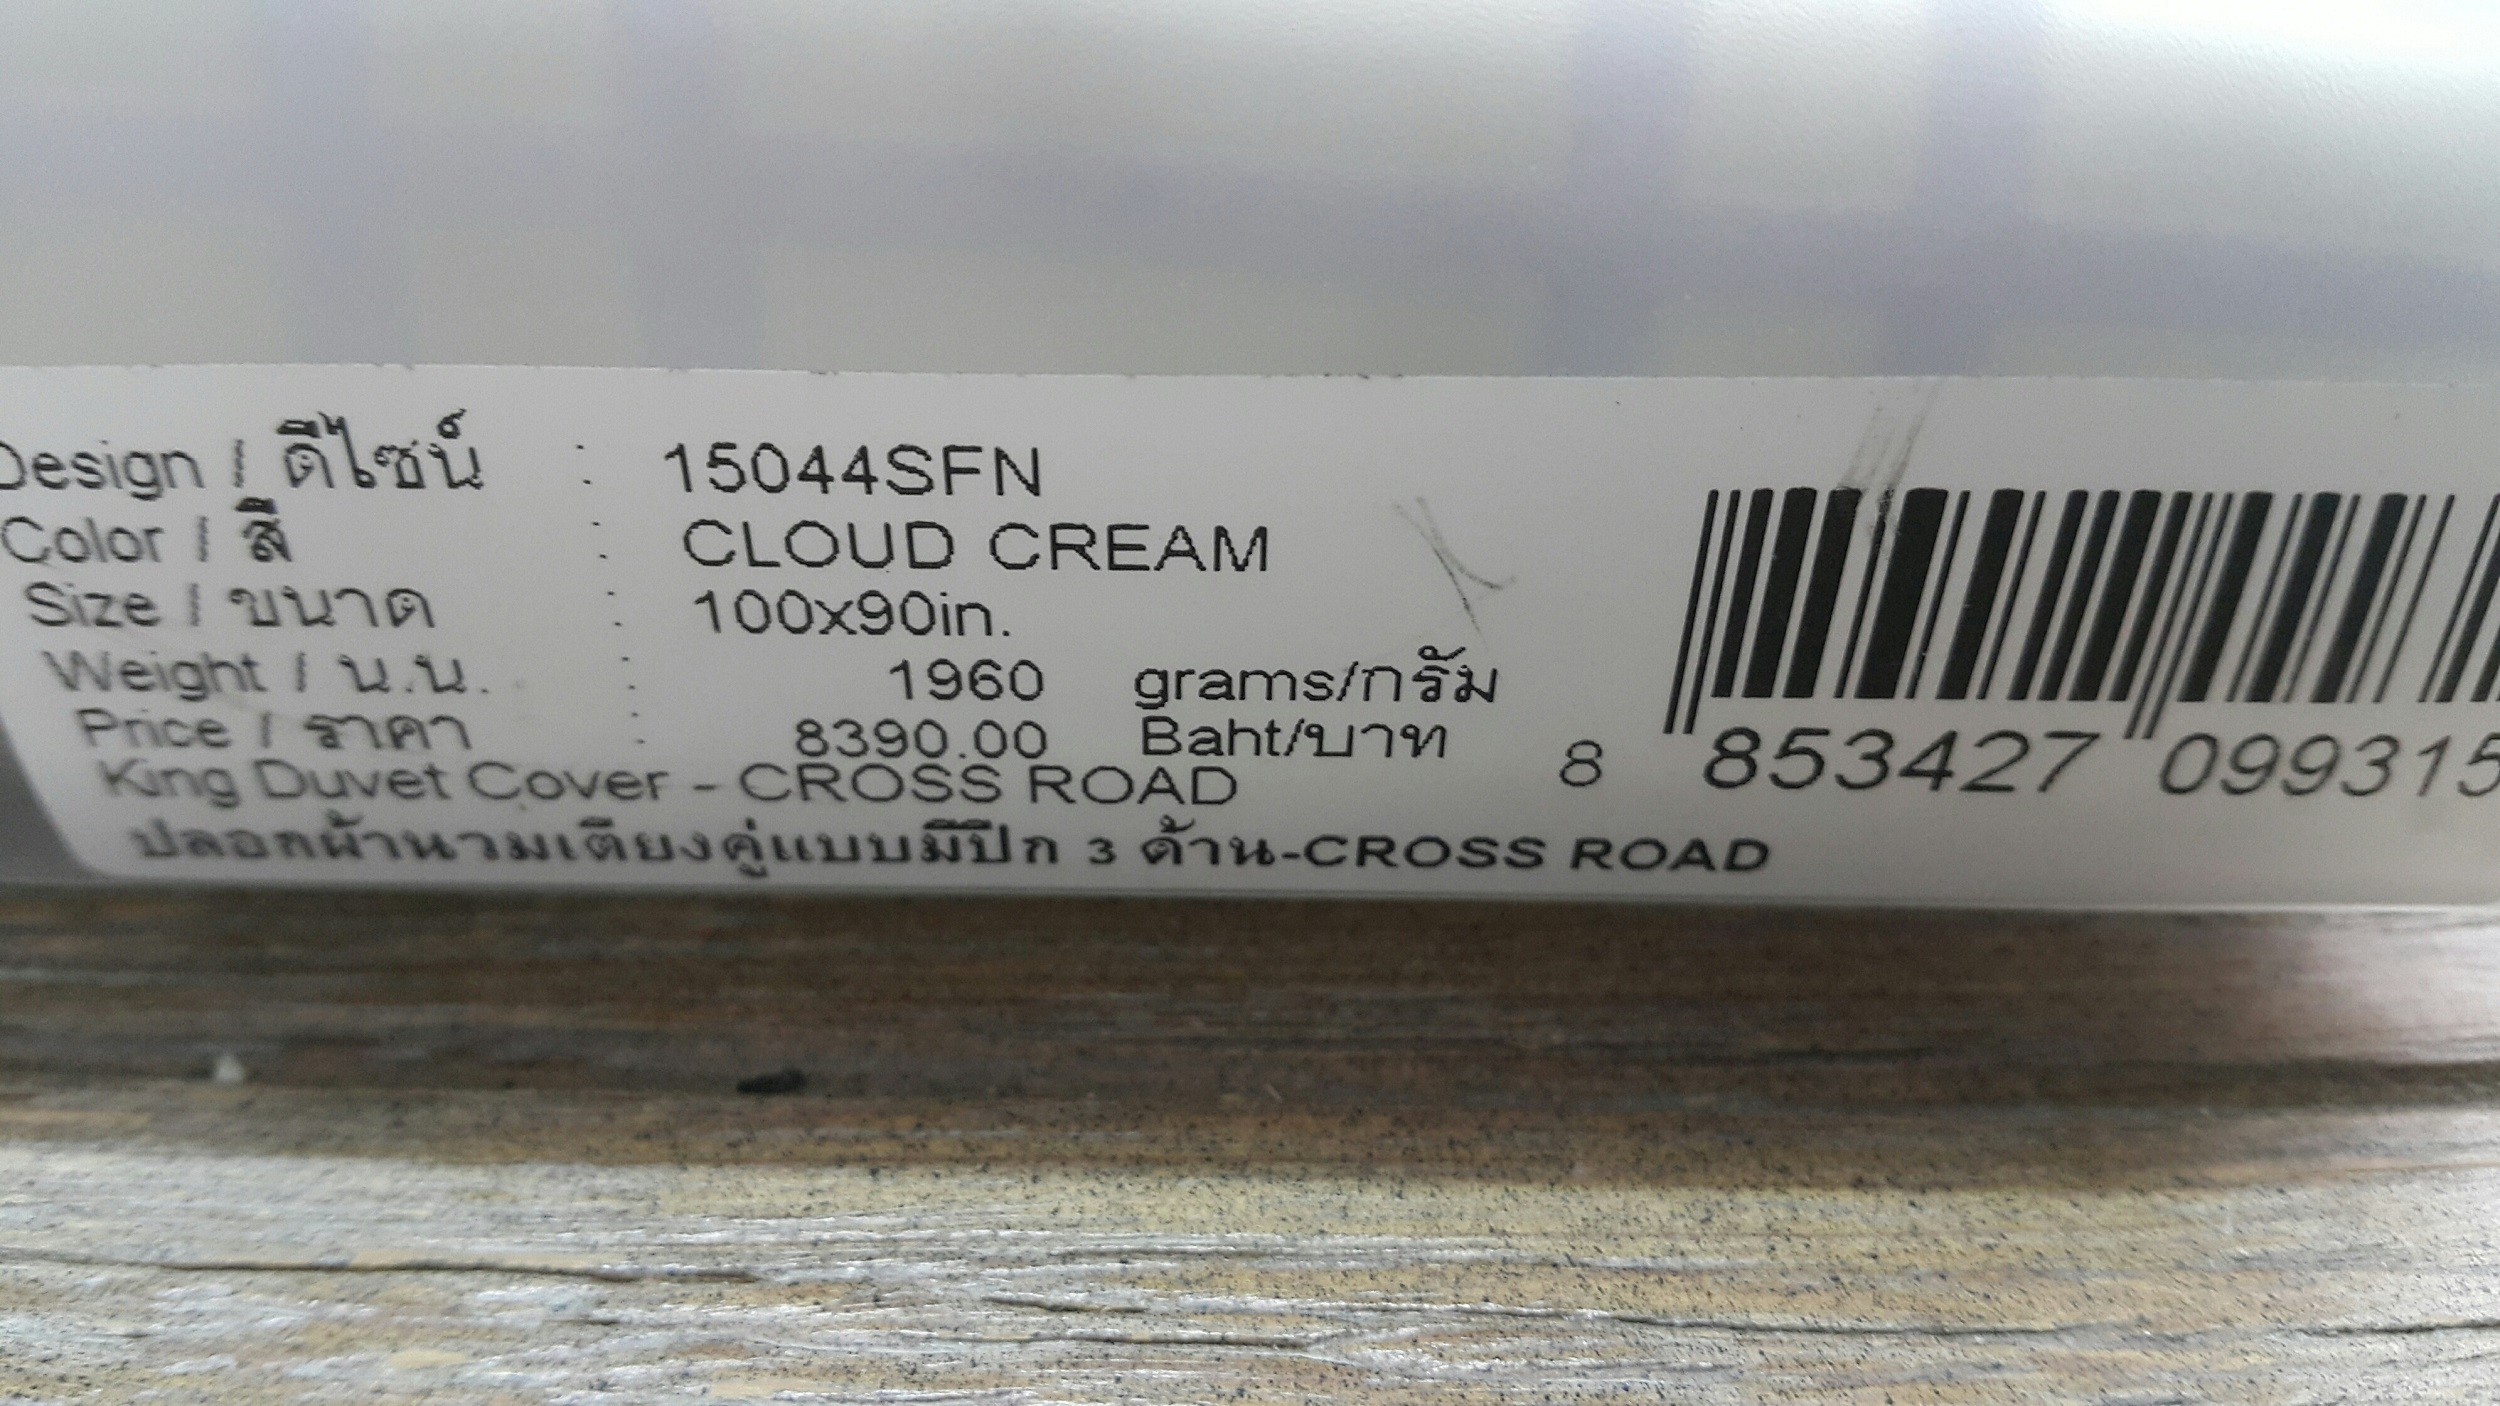 Design / ดีไซน์ : 15044SFN
Color / สี : CLOUD CREAM
Size / ขนาด : 100x90in.
Weight / น.น. : 1960 grams/กรัม
Price / ราคา : 8390.00 Baht/บาท
King Duvet Cover - CROSS ROAD
8 853427 099315
ปลอกผ้านวมเตียงคู่แบบมีปีก 3 ด้าน-CROSS ROAD